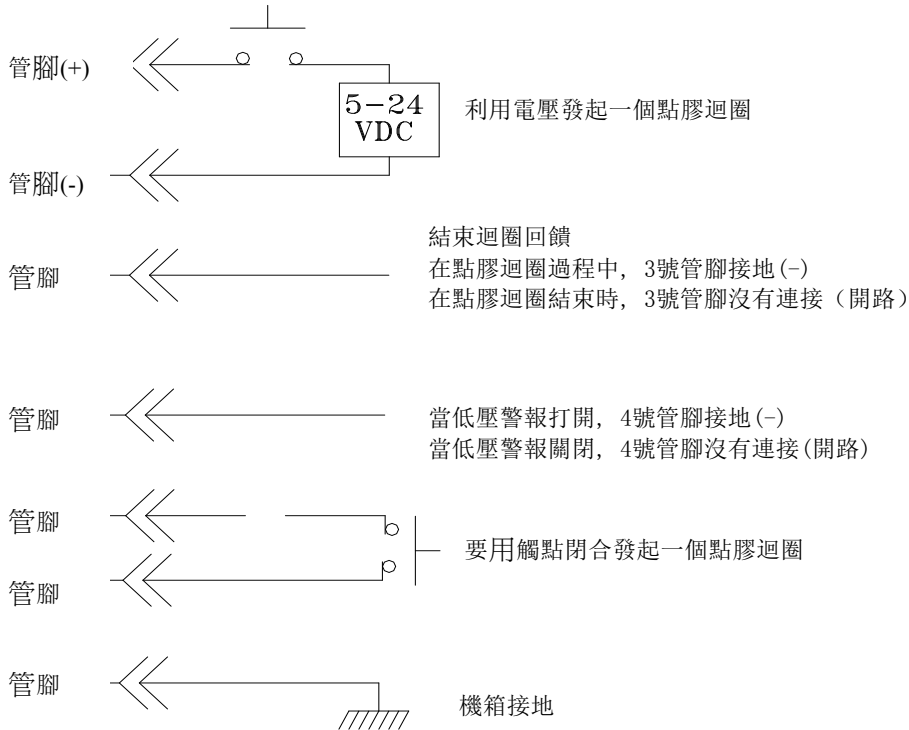 管腳(+)
5-24
VDC
利用電壓發起一個點膠迴圈
管腳(-)
結束迴圈回饋
管腳
在點膠迴圈過程中, 3號管腳接地(-)
在點膠迴圈結束時, 3號管腳沒有連接（開路）
管腳
當低壓警報打開, 4號管腳接地(-)
當低壓警報關閉, 4號管腳沒有連接(開路)
管腳
要用觸點閉合發起一個點膠迴圈
管腳
管腳
機箱接地